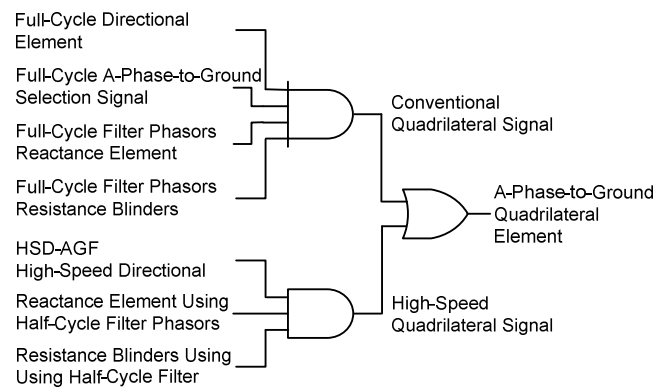 Full-Cycle Directional
Element
Full-Cycle A-Phase-to-Ground
Selection Signal
Full-Cycle Filter Phasors
Reactance Element
Full-Cycle Filter Phasors
Resistance Blinders
HSD-AGF
High-Speed Directional
Reactance Element Using
Half-Cycle Filter Phasors
Resistance Blinders Using
Using Half-Cycle Filter
Conventional
Quadrilateral Signal
High-Speed
Quadrilateral Signal
A-Phase-to-Ground
Quadrilateral
Element